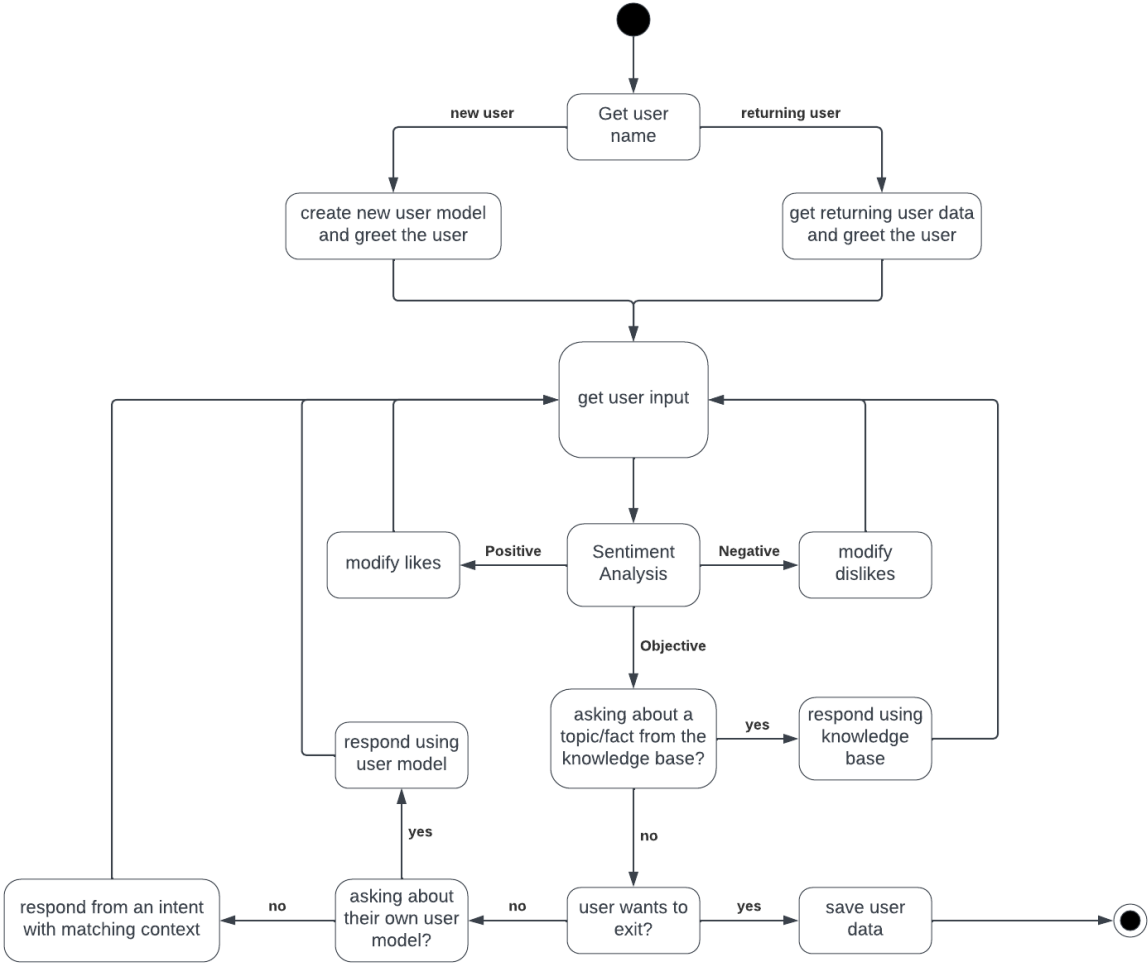 Get user
name
new user
returning user
create new user model
and greet the user
get returning user data
and greet the user
get user input
Sentiment
Analysis
Positive
modify likes
Negative
modify
dislikes
Objective
asking about a
topic/fact from the
knowledge base?
yes
respond using
knowledge
base
no
user wants to
exit?
yes
save user
data
no
asking about
their own user
model?
yes
respond using
user model
no
respond from an intent
with matching context